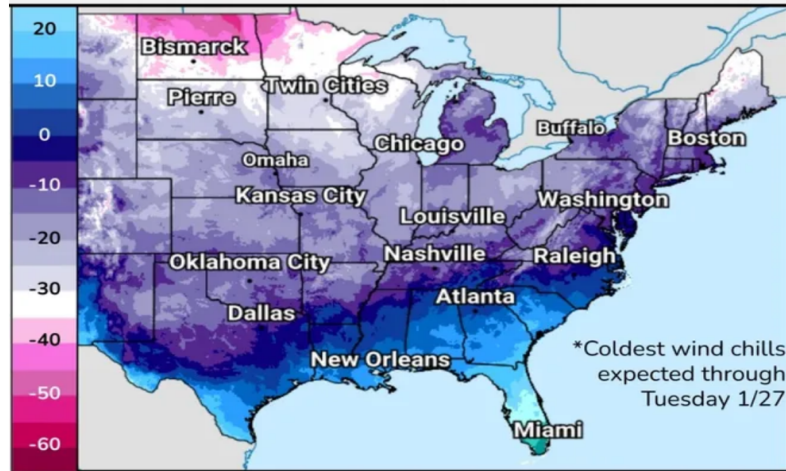 20
10
0
-10
-20
-30
-40
-50
-60
Bismarck
Twin Cities
Pierre
Buffalo
Boston
Chicago
Omaha
Kansas City
Washington
Louisville
Nashville
Raleigh
Oklahoma City
Atlanta
Dallas
New Orleans
*Coldest wind chills
expected through
Tuesday 1/27
Miami